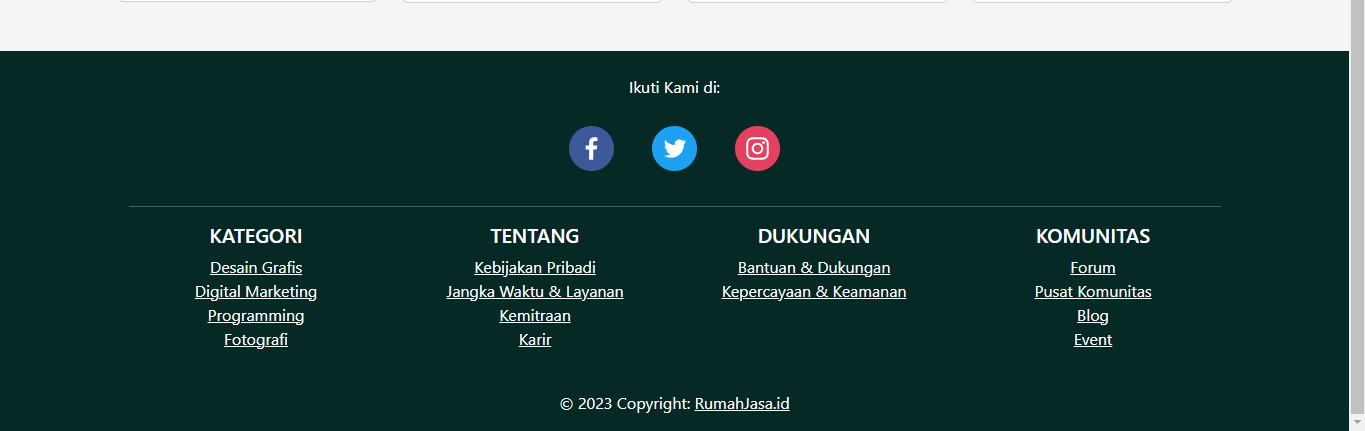 Ikuti Kami di:
KATEGORI
Desain Grafis
Digital Marketing
Programming
Fotografi
TENTANG
Kebijakan Pribadi
Jangka Waktu & Layanan
Kemitraan
Karir
DUKUNGAN
Bantuan & Dukungan
Kepercayaan & Keamanan
KOMUNITAS
Forum
Pusat Komunitas
Blog
Event
© 2023 Copyright: RumahJasa.id